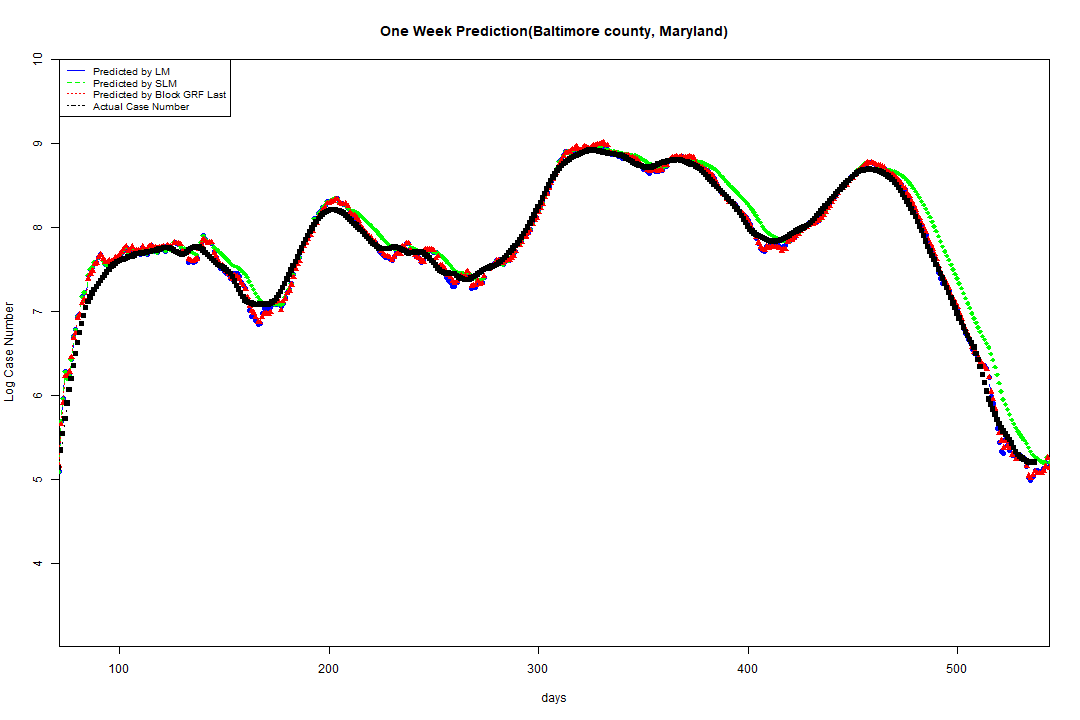 One Week Prediction(Baltimore county, Maryland)
Predicted by LM
Predicted by SLM
Predicted by Block GRF Last
Actual Case Number
10
9
8
7
6
5
4
Log Case Number
100 200 300 400 500
days